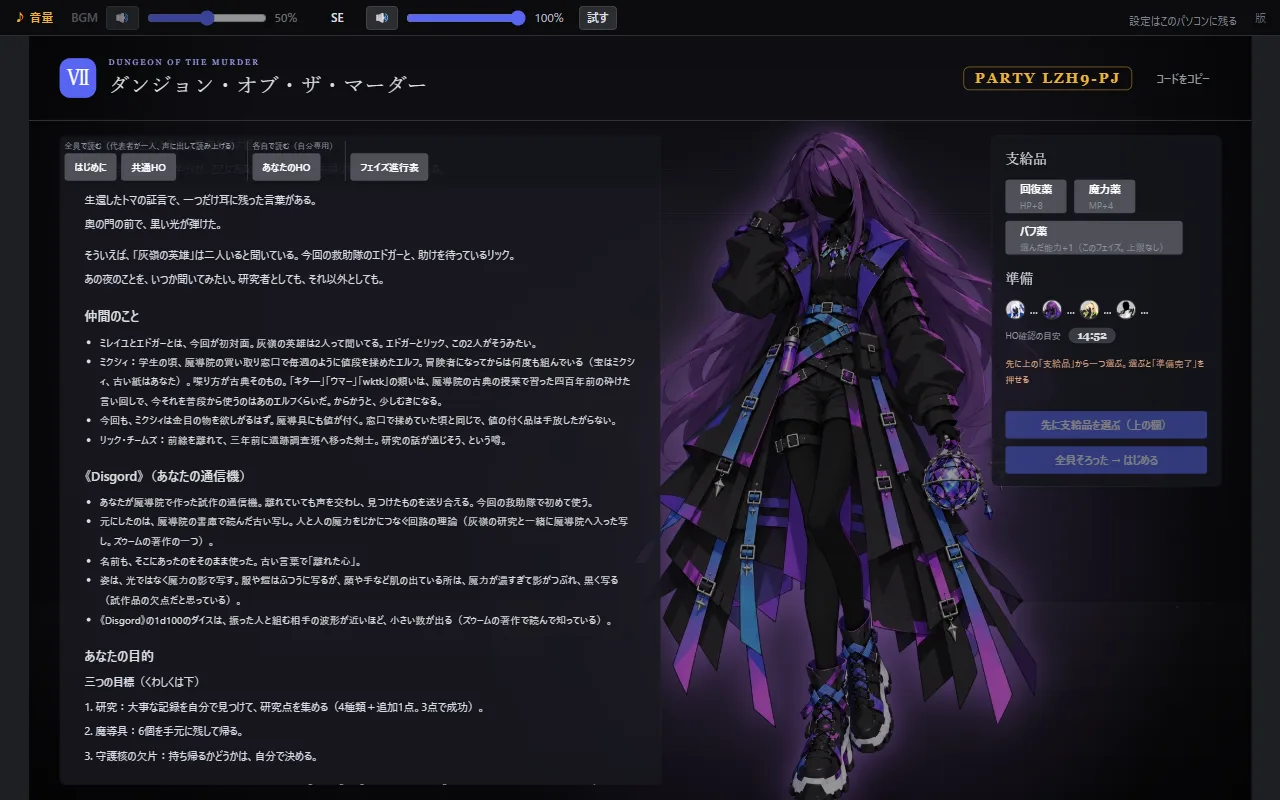 ♪ 音量 BGM 50% SE 100% 試す 設定はこのパソコンに残る 版
VII
DUNGEON OF THE MURDER
ダンジョン・オブ・ザ・マーダー
PARTY LZH9-PJ コードをコピー
全員で読む（代表者が一人、声に出して読み上げる） 各自で読む（自分専用）
はじめに 共通HO あなたのHO フェイズ進行表
生還したトマの証言で、一つだけ耳に残った言葉がある。
奥の門の前で、黒い光が弾けた。
そういえば、「灰嶺の英雄」は二人いると聞いている。今回の救助隊のエドガーと、助けを待っているリック。
あの夜のことを、いつか聞いてみたい。研究者としても、それ以外としても。
仲間のこと
• ミレイユとエドガーとは、今回が初対面。灰嶺の英雄は2人って聞いてる。エドガーとリック、この2人がそうみたい。
• ミクシィ：学生の頃、魔導院の買い取り窓口で毎週のように値段を揉めたエルフ。冒険者になってからは何度も組んでいる（宝はミクシ
ィ、古い紙はあなた）。喋り方が古典そのもの。「キター」「ワマー」「wktk」の類いは、魔導院の古典の授業で習った四百年前の砕けた
言い回しで、今それを普段から使うのはあのエルフくらいだ。からかうと、少しむきになる。
• 今回も、ミクシィは金目の物を欲しがるはず。魔導具にも値が付く。窓口で揉めていた頃と同じで、値の付く品は手放したがらない。
• リック・チームズ：前線を離れて、三年前に遺跡調査班へ移った剣士。研究の話が通じそう、という噂。
《Disgord》（あなたの通信機）
• あなたが魔導院で作った試作の通信機。離れていても声を交わし、見つけたものを送り合える。今回の救助隊で初めて使う。
• 元にしたのは、魔導院の書庫で読んだ古い写し。人と人の魔力をじかにつなぐ回路の理論（灰嶺の研究と一緒に魔導院へ入った写
し。ズゥームの著作の一つ）。
• 名前も、そこにあったのをそのまま使った。古い言葉で「離れた心」。
• 姿は、光ではなく魔力の影で写す。服や鎧はふつうに写るが、顔や手など肌の出ている所は、魔力が濃すぎて影がつぶれ、黒く写る
（試作品の欠点だと思っている）。
• 《Disgord》の1d100のダイスは、振った人と組む相手の波形が近いほど、小さい数が出る（ズゥームの著作で読んで知っている）。
あなたの目的
三つの目標（くわしくは下）
1. 研究：大事な記録を自分で見つけて、研究点を集める（4種類＋追加1点。3点で成功）。
2. 魔導具：6個を手元に残して帰る。
3. 守護核の欠片：持ち帰るかどうかは、自分で決める。
支給品
回復薬 魔力薬
HP+8 MP+4
バフ薬
選んだ能力+1（このフェイズ。上限なし）
準備
… … … …
HO確認の目安 14:52
先に上の「支給品」から一つ選ぶ。選ぶと「準備完了」を
押せる
先に支給品を選ぶ（上の欄）
全員そろった → はじめる